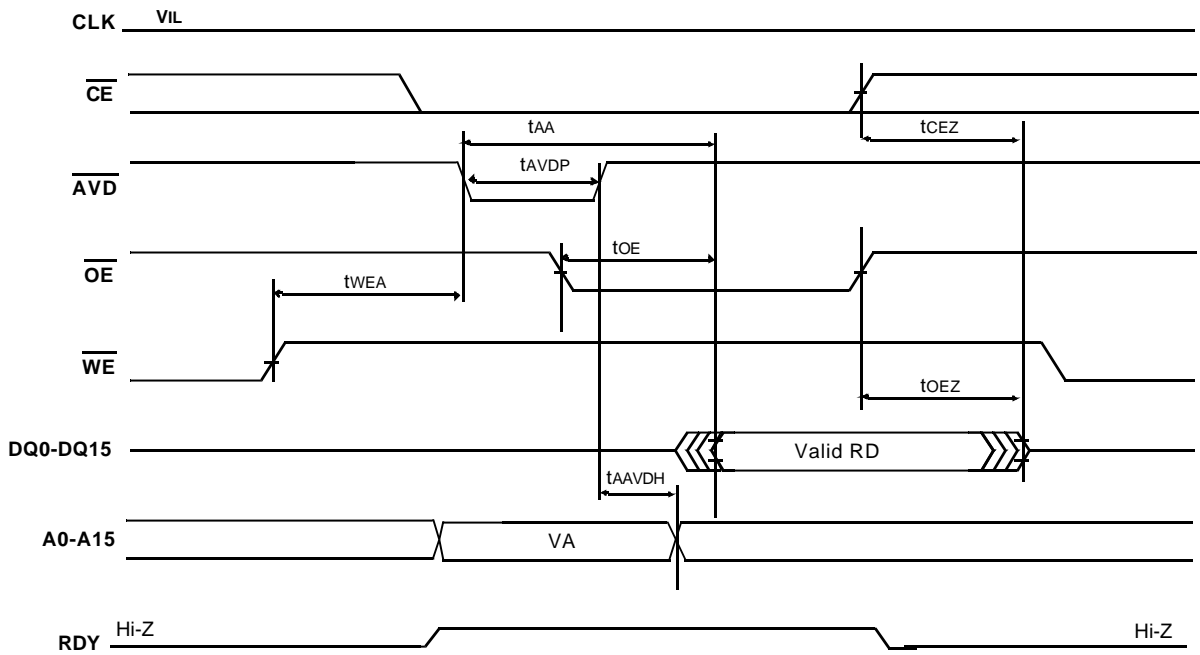 CLK VIL
CE
tAA tCEZ
AVD tAVDP
OE tOE
tWEA
WE
tOEZ
DQ0-DQ15 Valid RD
tAAVDH
A0-A15 VA
RDY Hi-Z Hi-Z